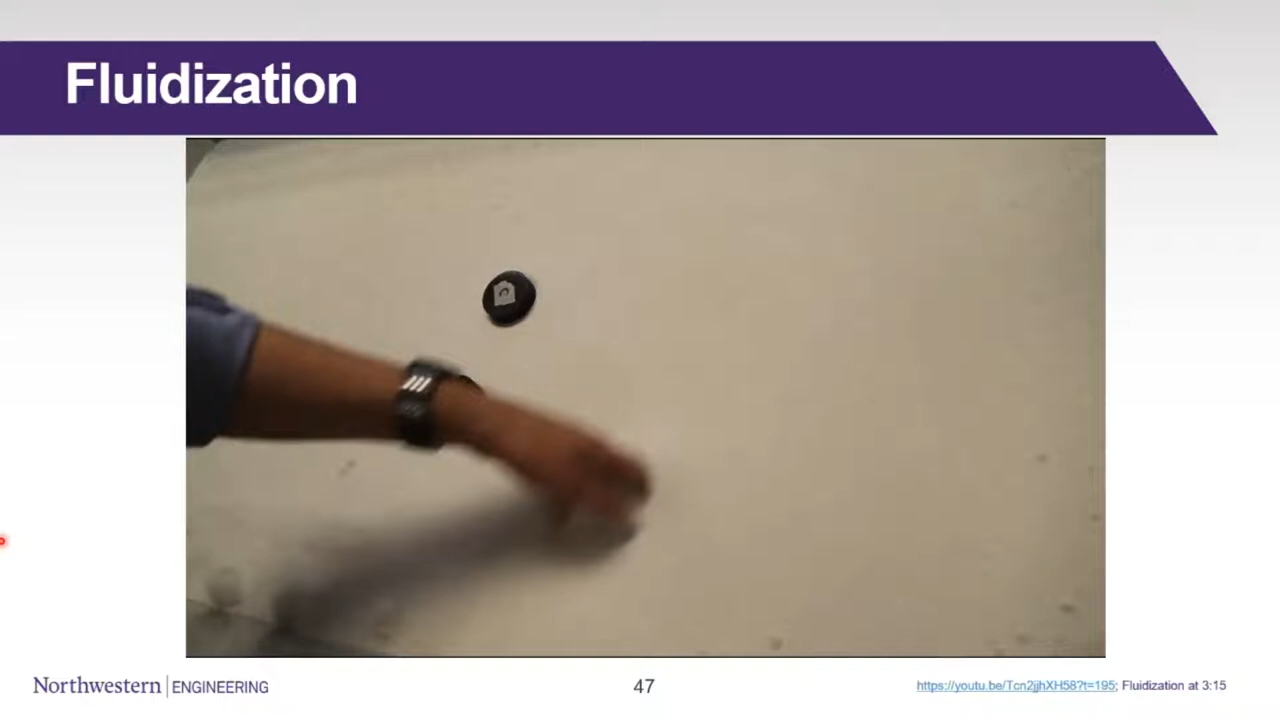 Fluidization
Northwestern | ENGINEERING
47
https://youtu.be/Tcn2jjhXH58?t=195; Fluidization at 3:15